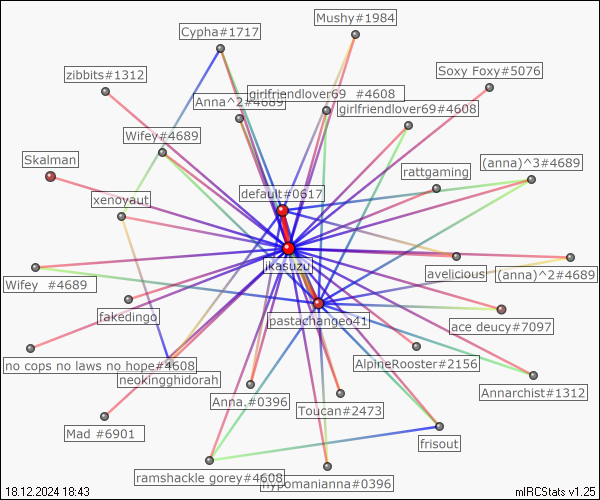 Mushy#1984
Cypha#1717
zibbits#1312
Soxy Foxy#5076
girlfriendlover69 #4608
Anna^2#4689
girlfriendlover69#4608
Wifey#4689
Skalman
(anna)^3#4689
rattgaming
default#0617
xenoyaut
ikasuzu
avelicious
(anna)^2#4689
Wifey #4689
fakedingo
pastachangeo41
ace deucy#7097
no cops no laws no hope#4608
AlpineRooster#2156
neokingghidorah
Annarchist#1312
Anna,#0396
Toucan#2473
Mad #6901
frisout
ramshackle gorey#4608
hypomanianna#0396
18.12.2024 18:43
mIRCStats v1.25